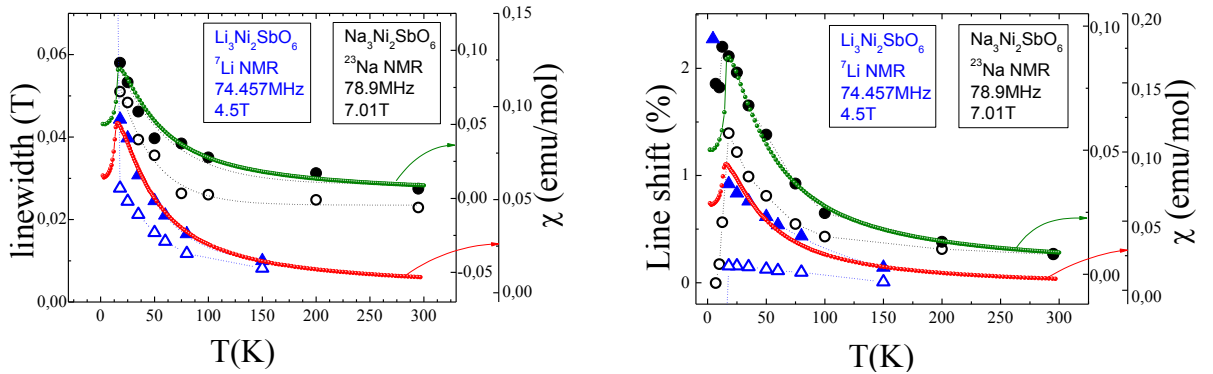 0,15
0,10
0,05
0,00
0,10
0,05
0,00
-0,05
χ (emu/mol)
0,06
0,04
0,02
0,00
linewidth (T)
Li3Ni2SbO6
7Li NMR
74.457MHz
4.5T
Na3Ni2SbO6
23Na NMR
78.9MHz
7.01T
0 50 100 150 200 250 300
T(K)
2
1
0
Line shift (%)
Li3Ni2SbO6
7Li NMR
74.457MHz
4.5T
Na3Ni2SbO6
23Na NMR
78.9MHz
7.01T
0,10
0,05
0,00
0,20
0,15
0,10
0,05
0,00
χ (emu/mol)
0 50 100 150 200 250 300
T(K)